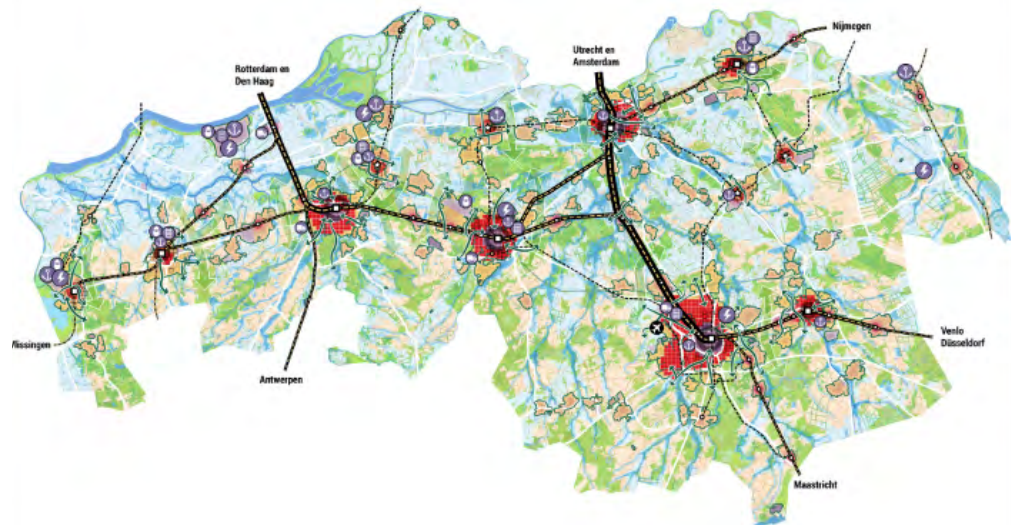 Nijmegen
Utrecht en
Amsterdam
Rotterdam en
Den Haag
Venlo
Düsseldorf
lissingen
Antwerpen
Maastricht